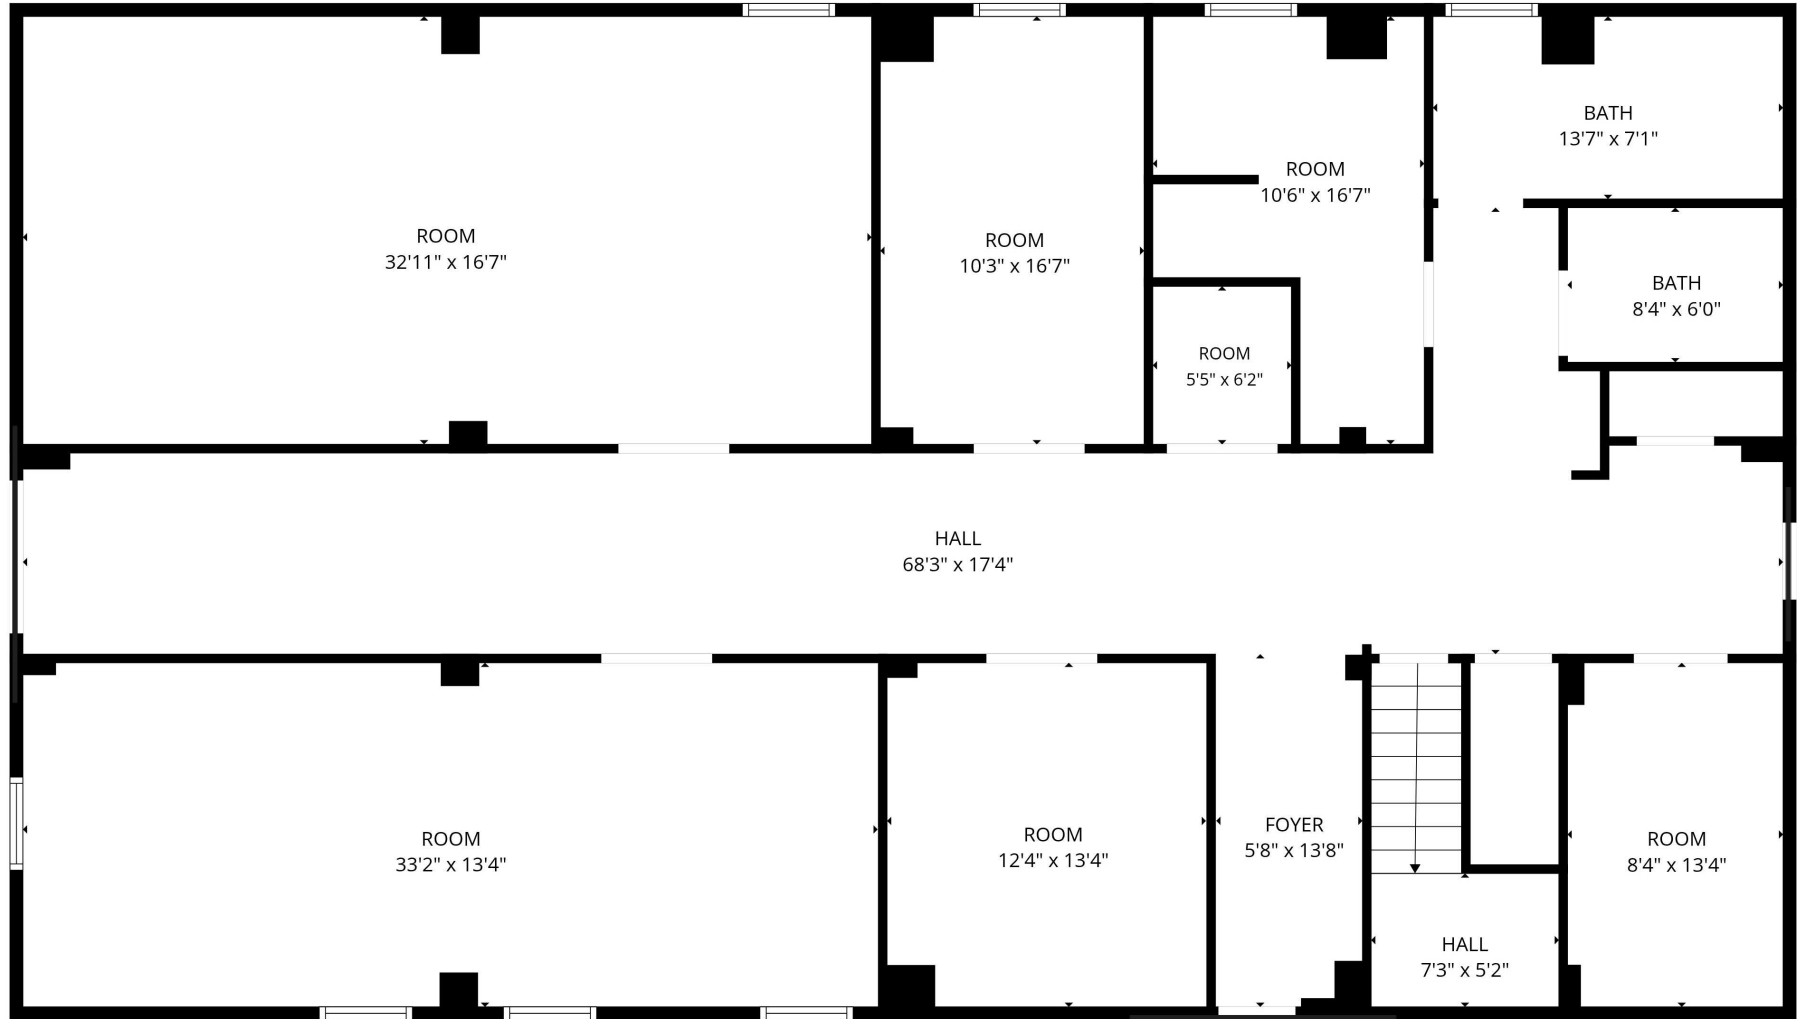 BATH
13'7" x 7'1"
ROOM
10'6" x 16'7"
ROOM
32'11" x 16'7"
ROOM
10'3" x 16'7"
BATH
8'4" x 6'0"
ROOM
5'5" x 6'2"
HALL
68'3" x 17'4"
ROOM
33'2" x 13'4"
ROOM
12'4" x 13'4"
FOYER
5'8" x 13'8"
ROOM
8'4" x 13'4"
HALL
7'3" x 5'2"